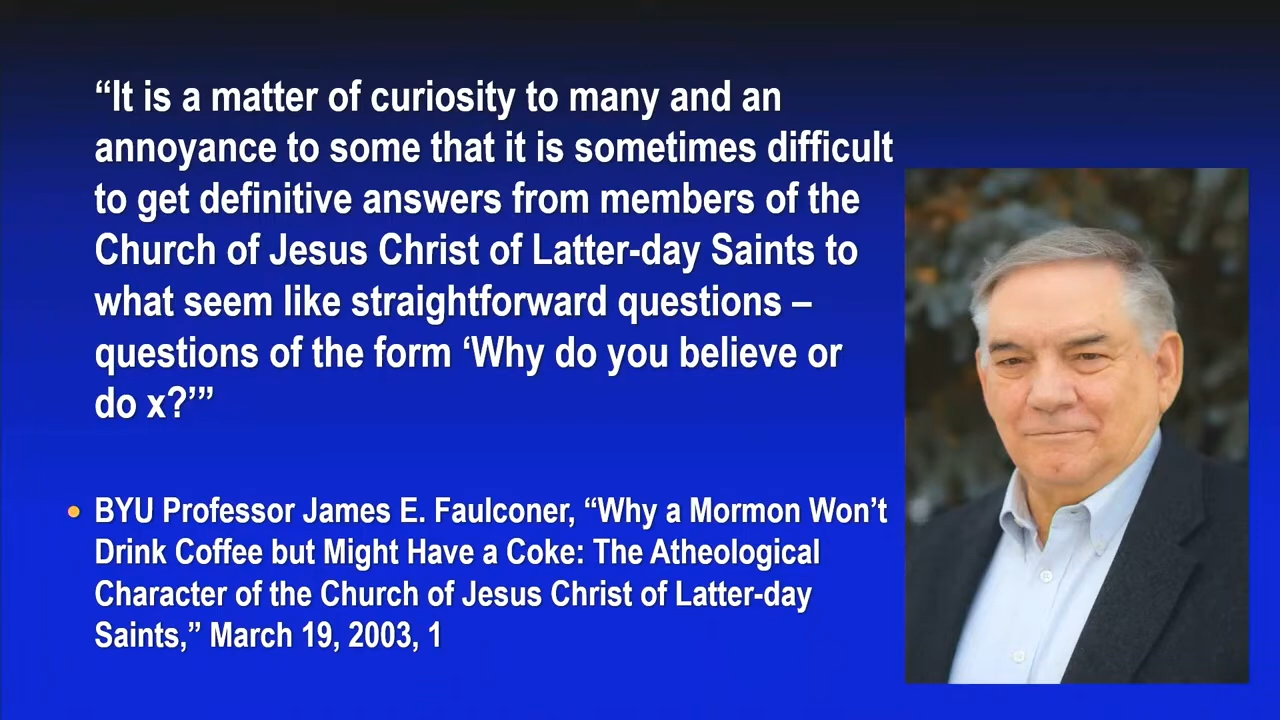 “It is a matter of curiosity to many and an
annoyance to some that it is sometimes difficult
to get definitive answers from members of the
Church of Jesus Christ of Latter-day Saints to
what seem like straightforward questions –
questions of the form ‘Why do you believe or
do x?’”
• BYU Professor James E. Faulconer, “Why a Mormon Won’t
Drink Coffee but Might Have a Coke: The Atheological
Character of the Church of Jesus Christ of Latter-day
Saints,” March 19, 2003, 1